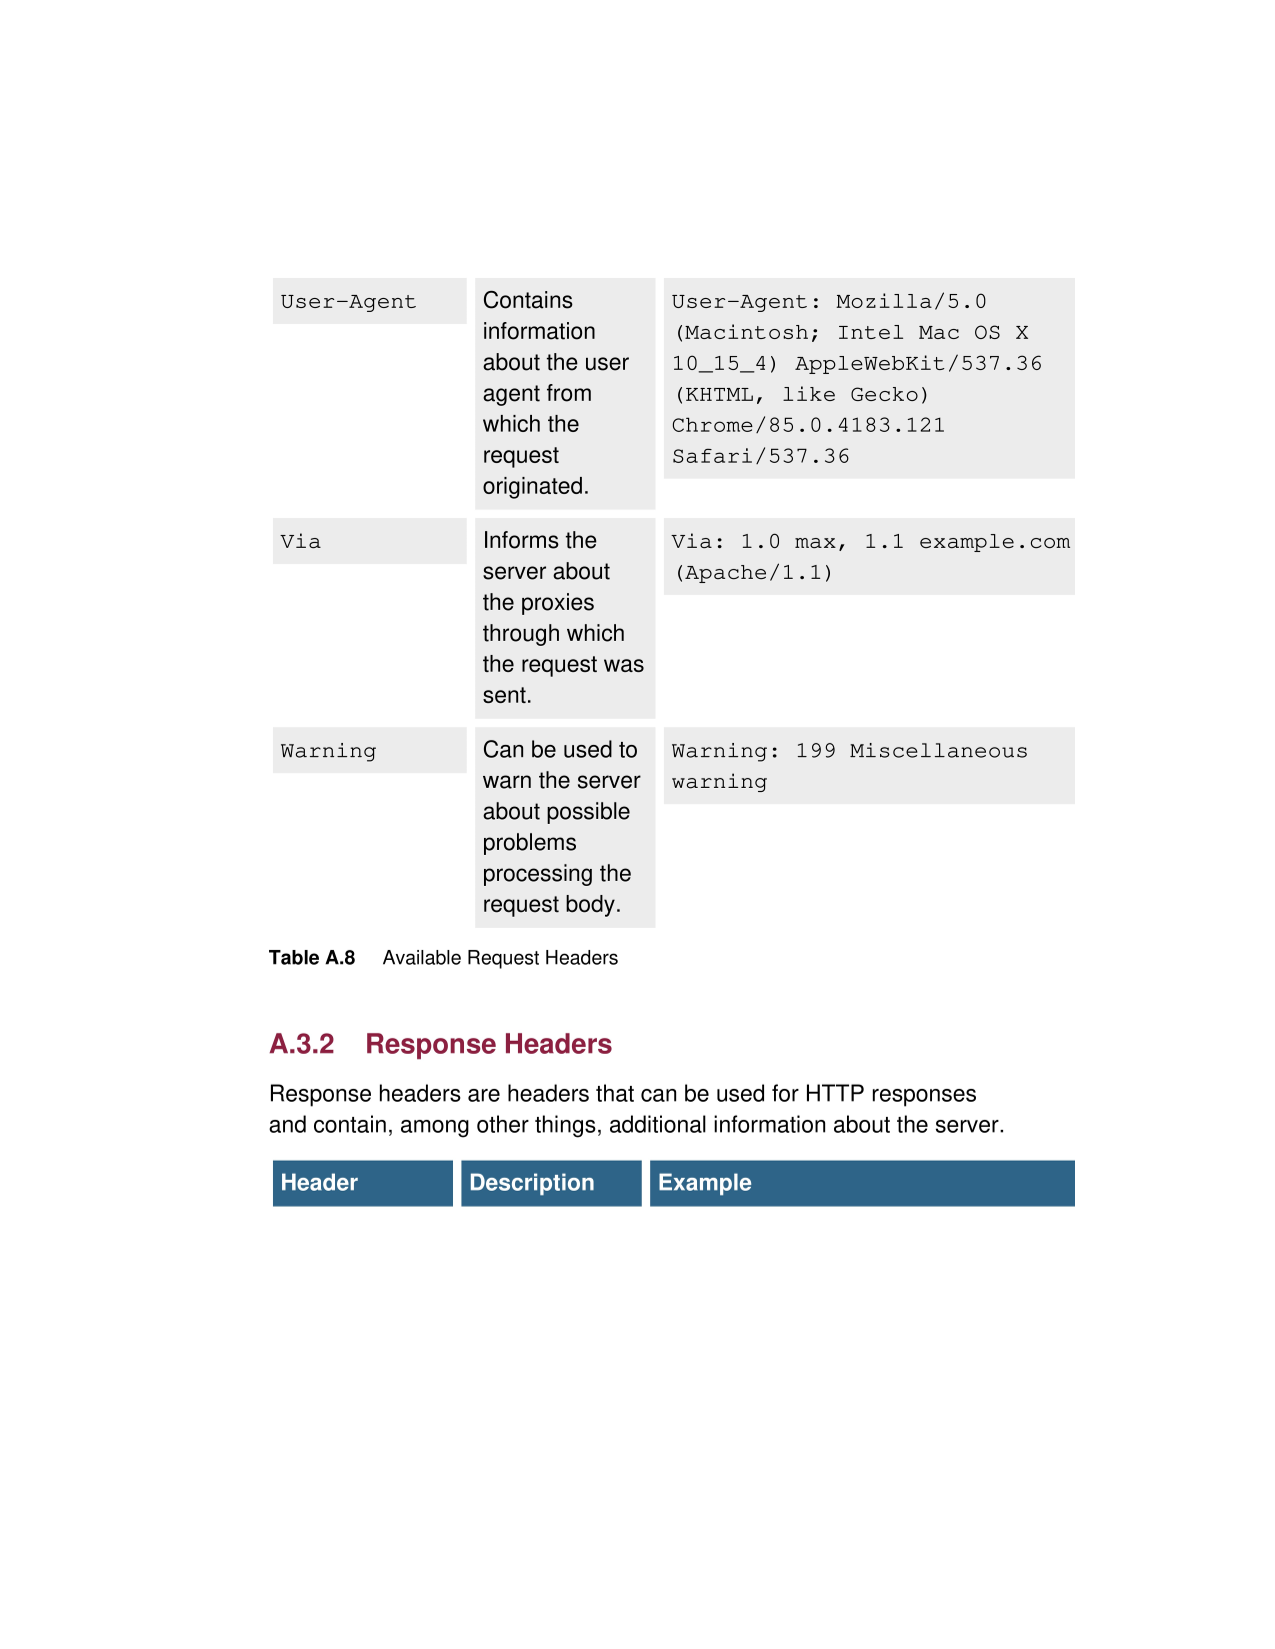 User-Agent
Contains
information
about the user
agent from
which the
request
originated.
User-Agent: Mozilla/5.0
(Macintosh; Intel Mac OS X
10_15_4) AppleWebKit/537.36
(KHTML, like Gecko)
Chrome/85.0.4183.121
Safari/537.36
Via
Informs the
server about
the proxies
through which
the request was
sent.
Via: 1.0 max, 1.1 example.com
(Apache/1.1)
Warning
Can be used to
warn the server
about possible
problems
processing the
request body.
Warning: 199 Miscellaneous
warning
Table A.8 Available Request Headers
A.3.2 Response Headers
Response headers are headers that can be used for HTTP responses
and contain, among other things, additional information about the server.
Header Description Example